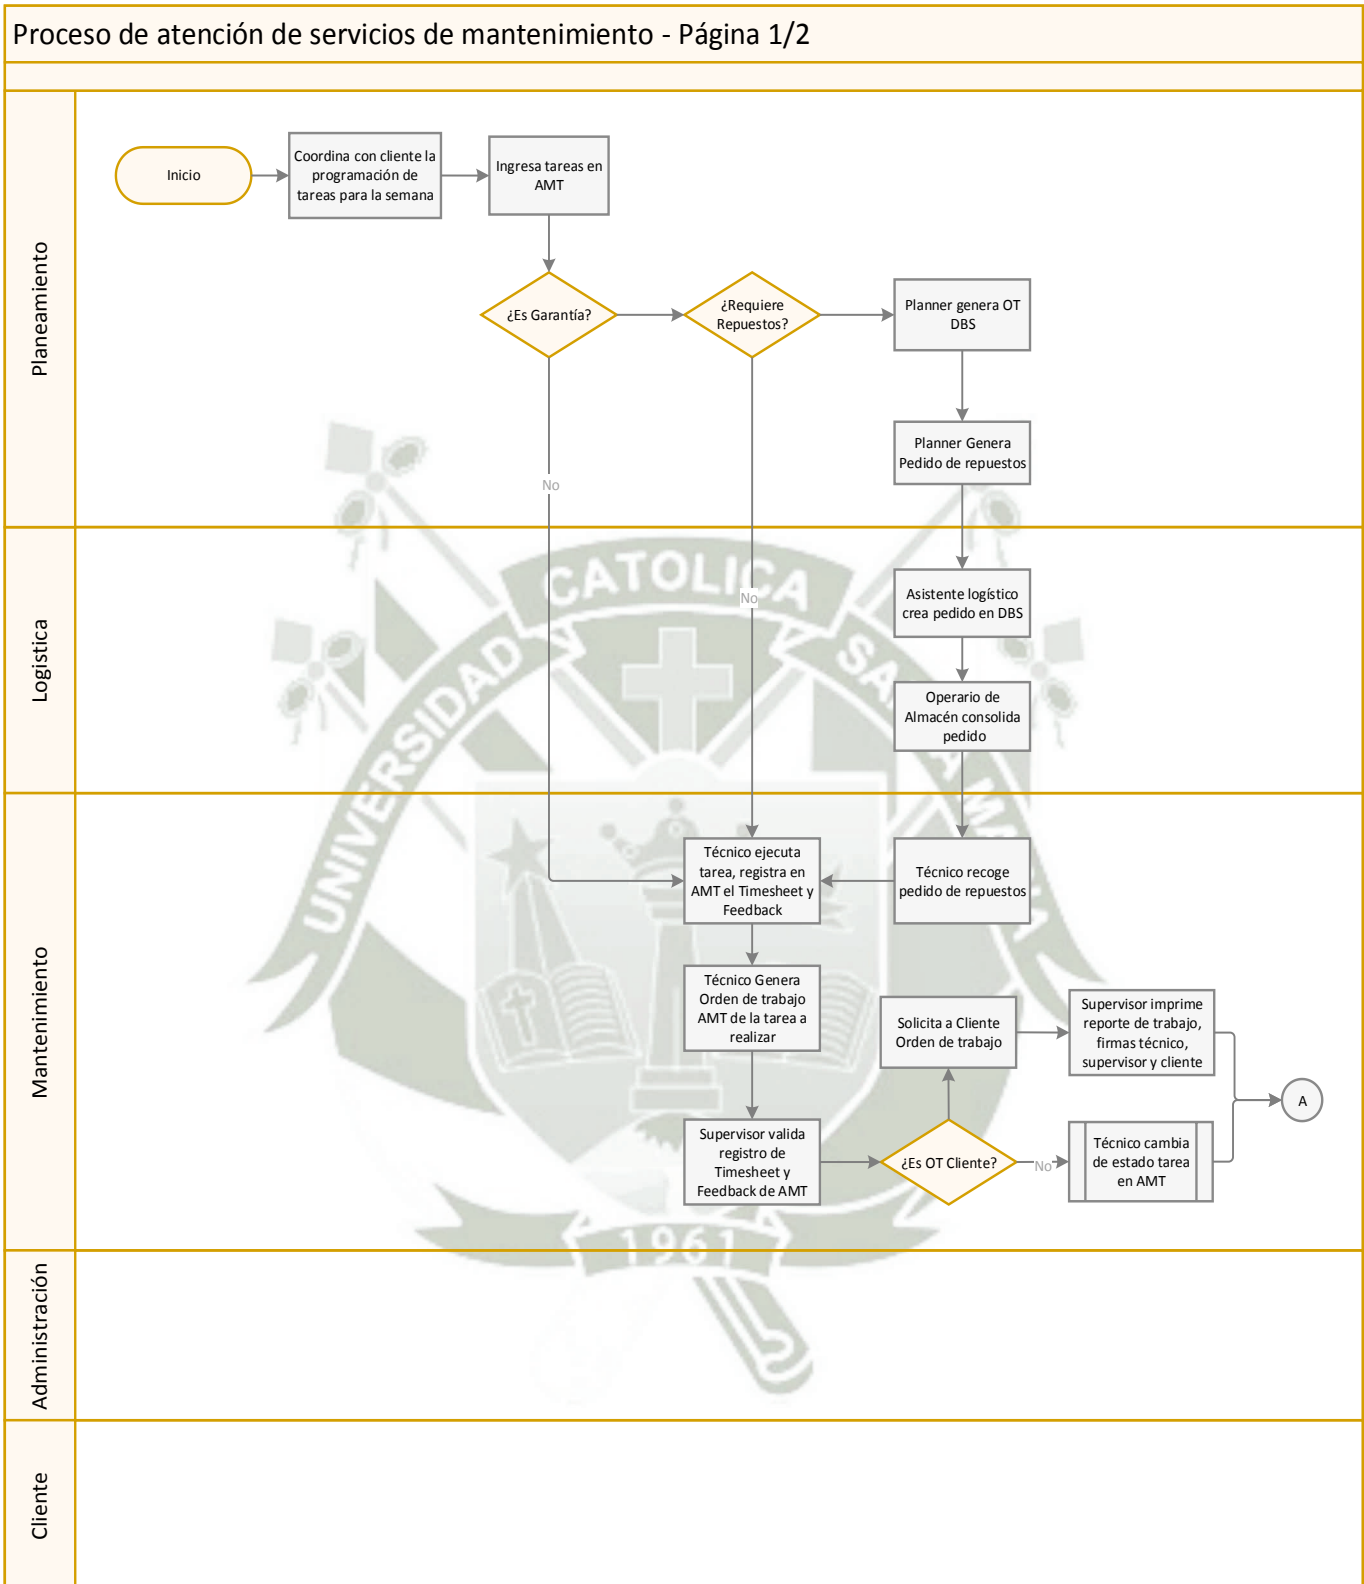 Proceso de atención de servicios de mantenimiento - Página 1/2
Planeamiento
Inicio
Coordina con cliente la
programación de
tareas para la semana
Ingresa tareas en
AMT
¿Es Garantía?
¿Requiere
Repuestos?
Planner genera OT
DBS
Planner Genera
Pedido de repuestos
No
Logistica
No
Asistente logístico
crea pedido en DBS
Operario de
Almacén consolida
pedido
Mantenimiento
Técnico ejecuta
tarea, registra en
AMT el Timesheet y
Feedback
Técnico recoge
pedido de repuestos
Técnico Genera
Orden de trabajo
AMT de la tarea a
realizar
Solicita a Cliente
Orden de trabajo
Supervisor imprime
reporte de trabajo,
firmas técnico,
supervisor y cliente
A
Supervisor valida
registro de
Timesheet y
Feedback de AMT
¿Es OT Cliente?
No
Técnico cambia
de estado tarea
en AMT
Administración
Cliente
UNIVERSIDAD CATOLICA SANTA MARIA
1961